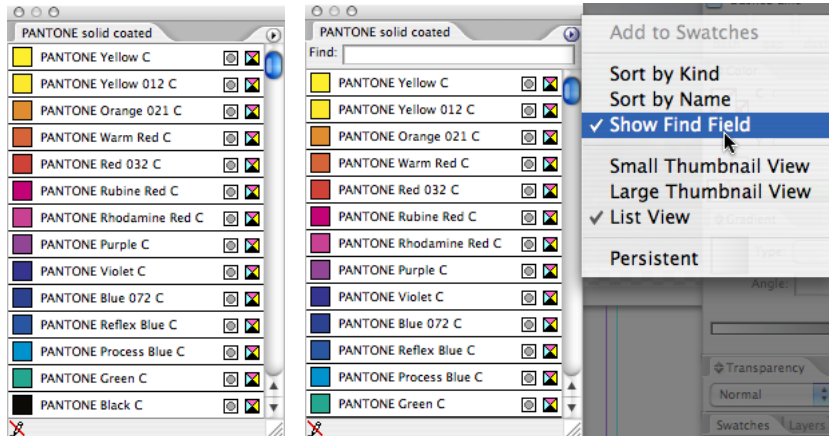 PANTONE solid coated
PANTONE Yellow C
PANTONE Yellow 012 C
PANTONE Orange 021 C
PANTONE Warm Red C
PANTONE Red 032 C
PANTONE Rubine Red C
PANTONE Rhodamine Red C
PANTONE Purple C
PANTONE Violet C
PANTONE Blue 072 C
PANTONE Reflex Blue C
PANTONE Process Blue C
PANTONE Green C
PANTONE Black C
PANTONE solid coated
Find:
PANTONE Yellow C
PANTONE Yellow 012 C
PANTONE Orange 021 C
PANTONE Warm Red C
PANTONE Red 032 C
PANTONE Rubine Red C
PANTONE Rhodamine Red C
PANTONE Purple C
PANTONE Violet C
PANTONE Blue 072 C
PANTONE Reflex Blue C
PANTONE Process Blue C
PANTONE Green C
Add to Swatches
Sort by Kind
Sort by Name
Show Find Field
Small Thumbnail View
Large Thumbnail View
List View
Persistent
Gradient
Type:
Angle:
Transparency
Normal
Swatches Layers